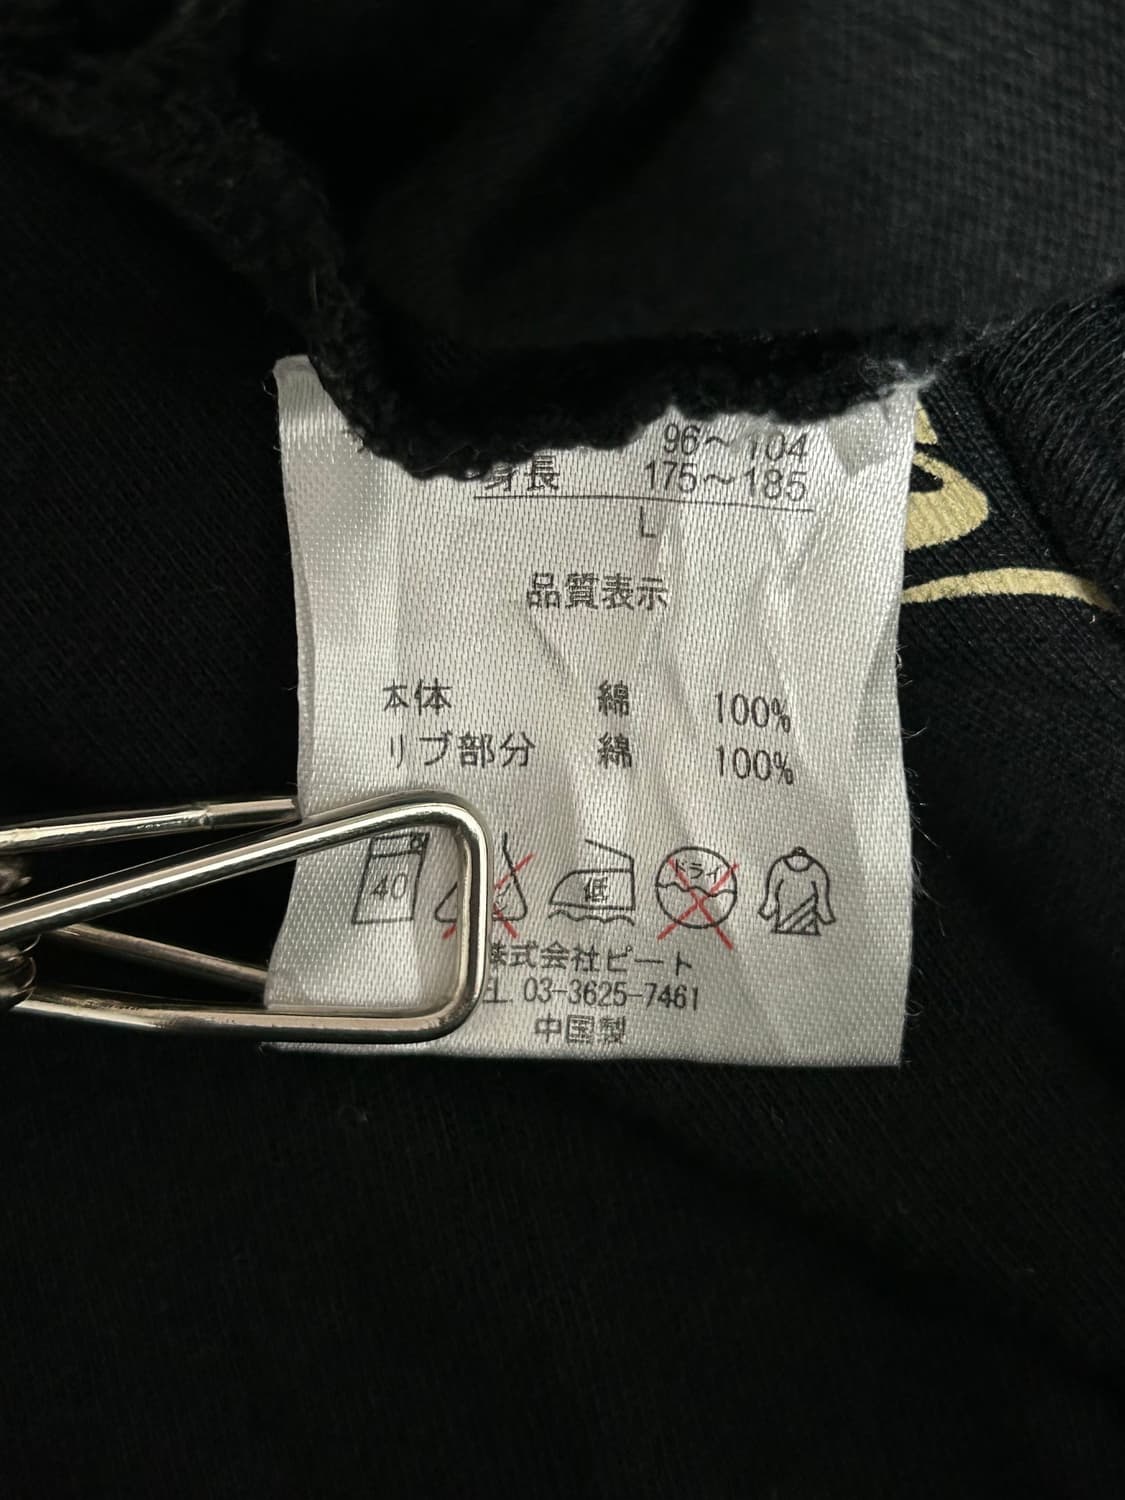 96～104
身長 175～185
L
品質表示
本体 綿 100%
リブ部分 綿 100%
40
低
ドライ
株式会社ピート
03-3625-7461
中国製